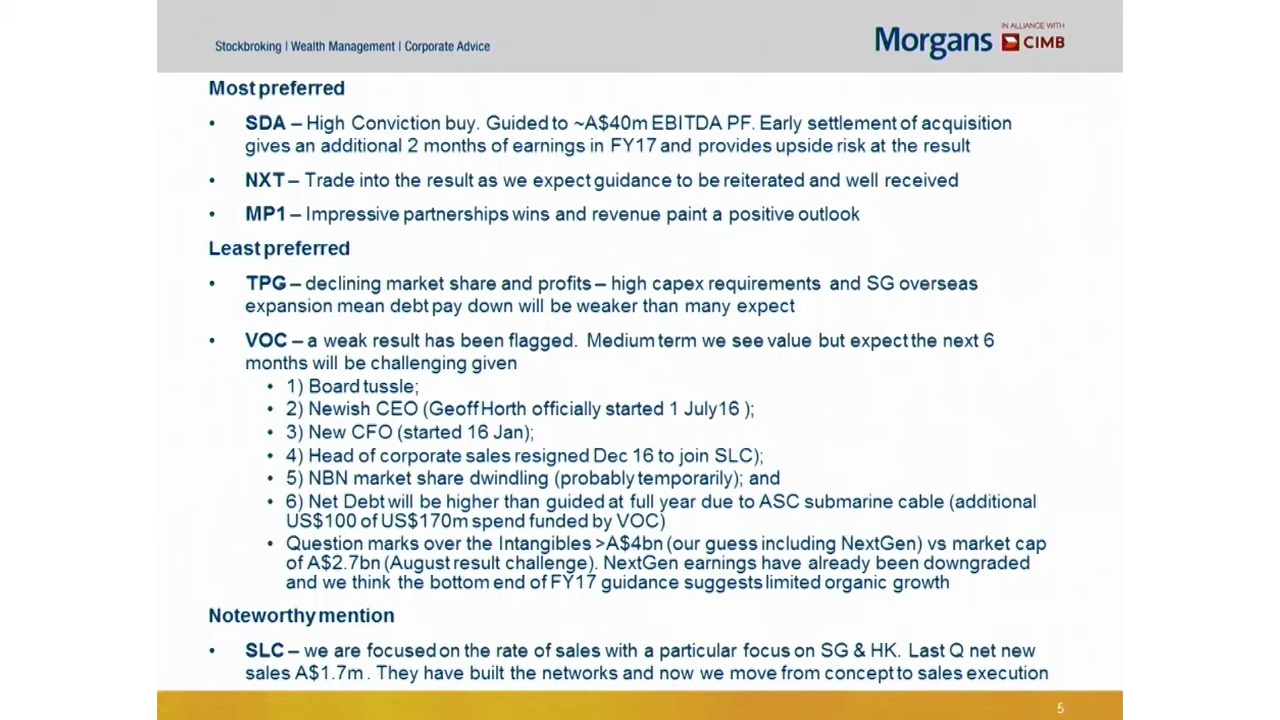 Stockbroking | Wealth Management | Corporate Advice
Morgans
IN ALLIANCE WITH
CIMB
Most preferred
• SDA – High Conviction buy. Guided to ~A$40m EBITDA PF. Early settlement of acquisition
gives an additional 2 months of earnings in FY17 and provides upside risk at the result
• NXT – Trade into the result as we expect guidance to be reiterated and well received
• MP1 – Impressive partnerships wins and revenue paint a positive outlook
Least preferred
• TPG – declining market share and profits – high capex requirements and SG overseas
expansion mean debt pay down will be weaker than many expect
• VOC – a weak result has been flagged. Medium term we see value but expect the next 6
months will be challenging given
• 1) Board tussle;
• 2) Newish CEO (Geoff Horth officially started 1 July16 );
• 3) New CFO (started 16 Jan);
• 4) Head of corporate sales resigned Dec 16 to join SLC);
• 5) NBN market share dwindling (probably temporarily); and
• 6) Net Debt will be higher than guided at full year due to ASC submarine cable (additional
US$100 of US$170m spend funded by VOC)
• Question marks over the Intangibles >A$4bn (our guess including NextGen) vs market cap
of A$2.7bn (August result challenge). NextGen earnings have already been downgraded
and we think the bottom end of FY17 guidance suggests limited organic growth
Noteworthy mention
• SLC – we are focused on the rate of sales with a particular focus on SG & HK. Last Q net new
sales A$1.7m . They have built the networks and now we move from concept to sales execution
5